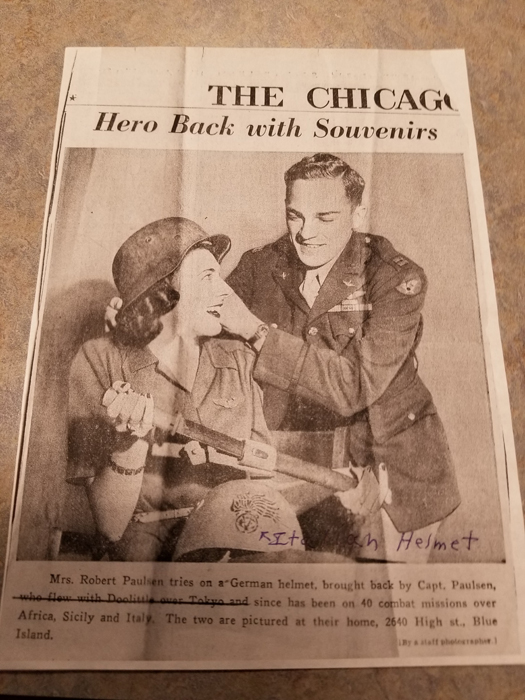 THE CHICAG
Hero Back with Souvenirs
Helmet
Mrs. Robert Paulsen tries on a German helmet, brought back by Capt. Paulsen,
who flew with Doolittle over Tokyo and since has been on 40 combat missions over
Africa, Sicily and Italy. The two are pictured at their home, 2640 High st., Blue
Island.
(By a staff photographer.)